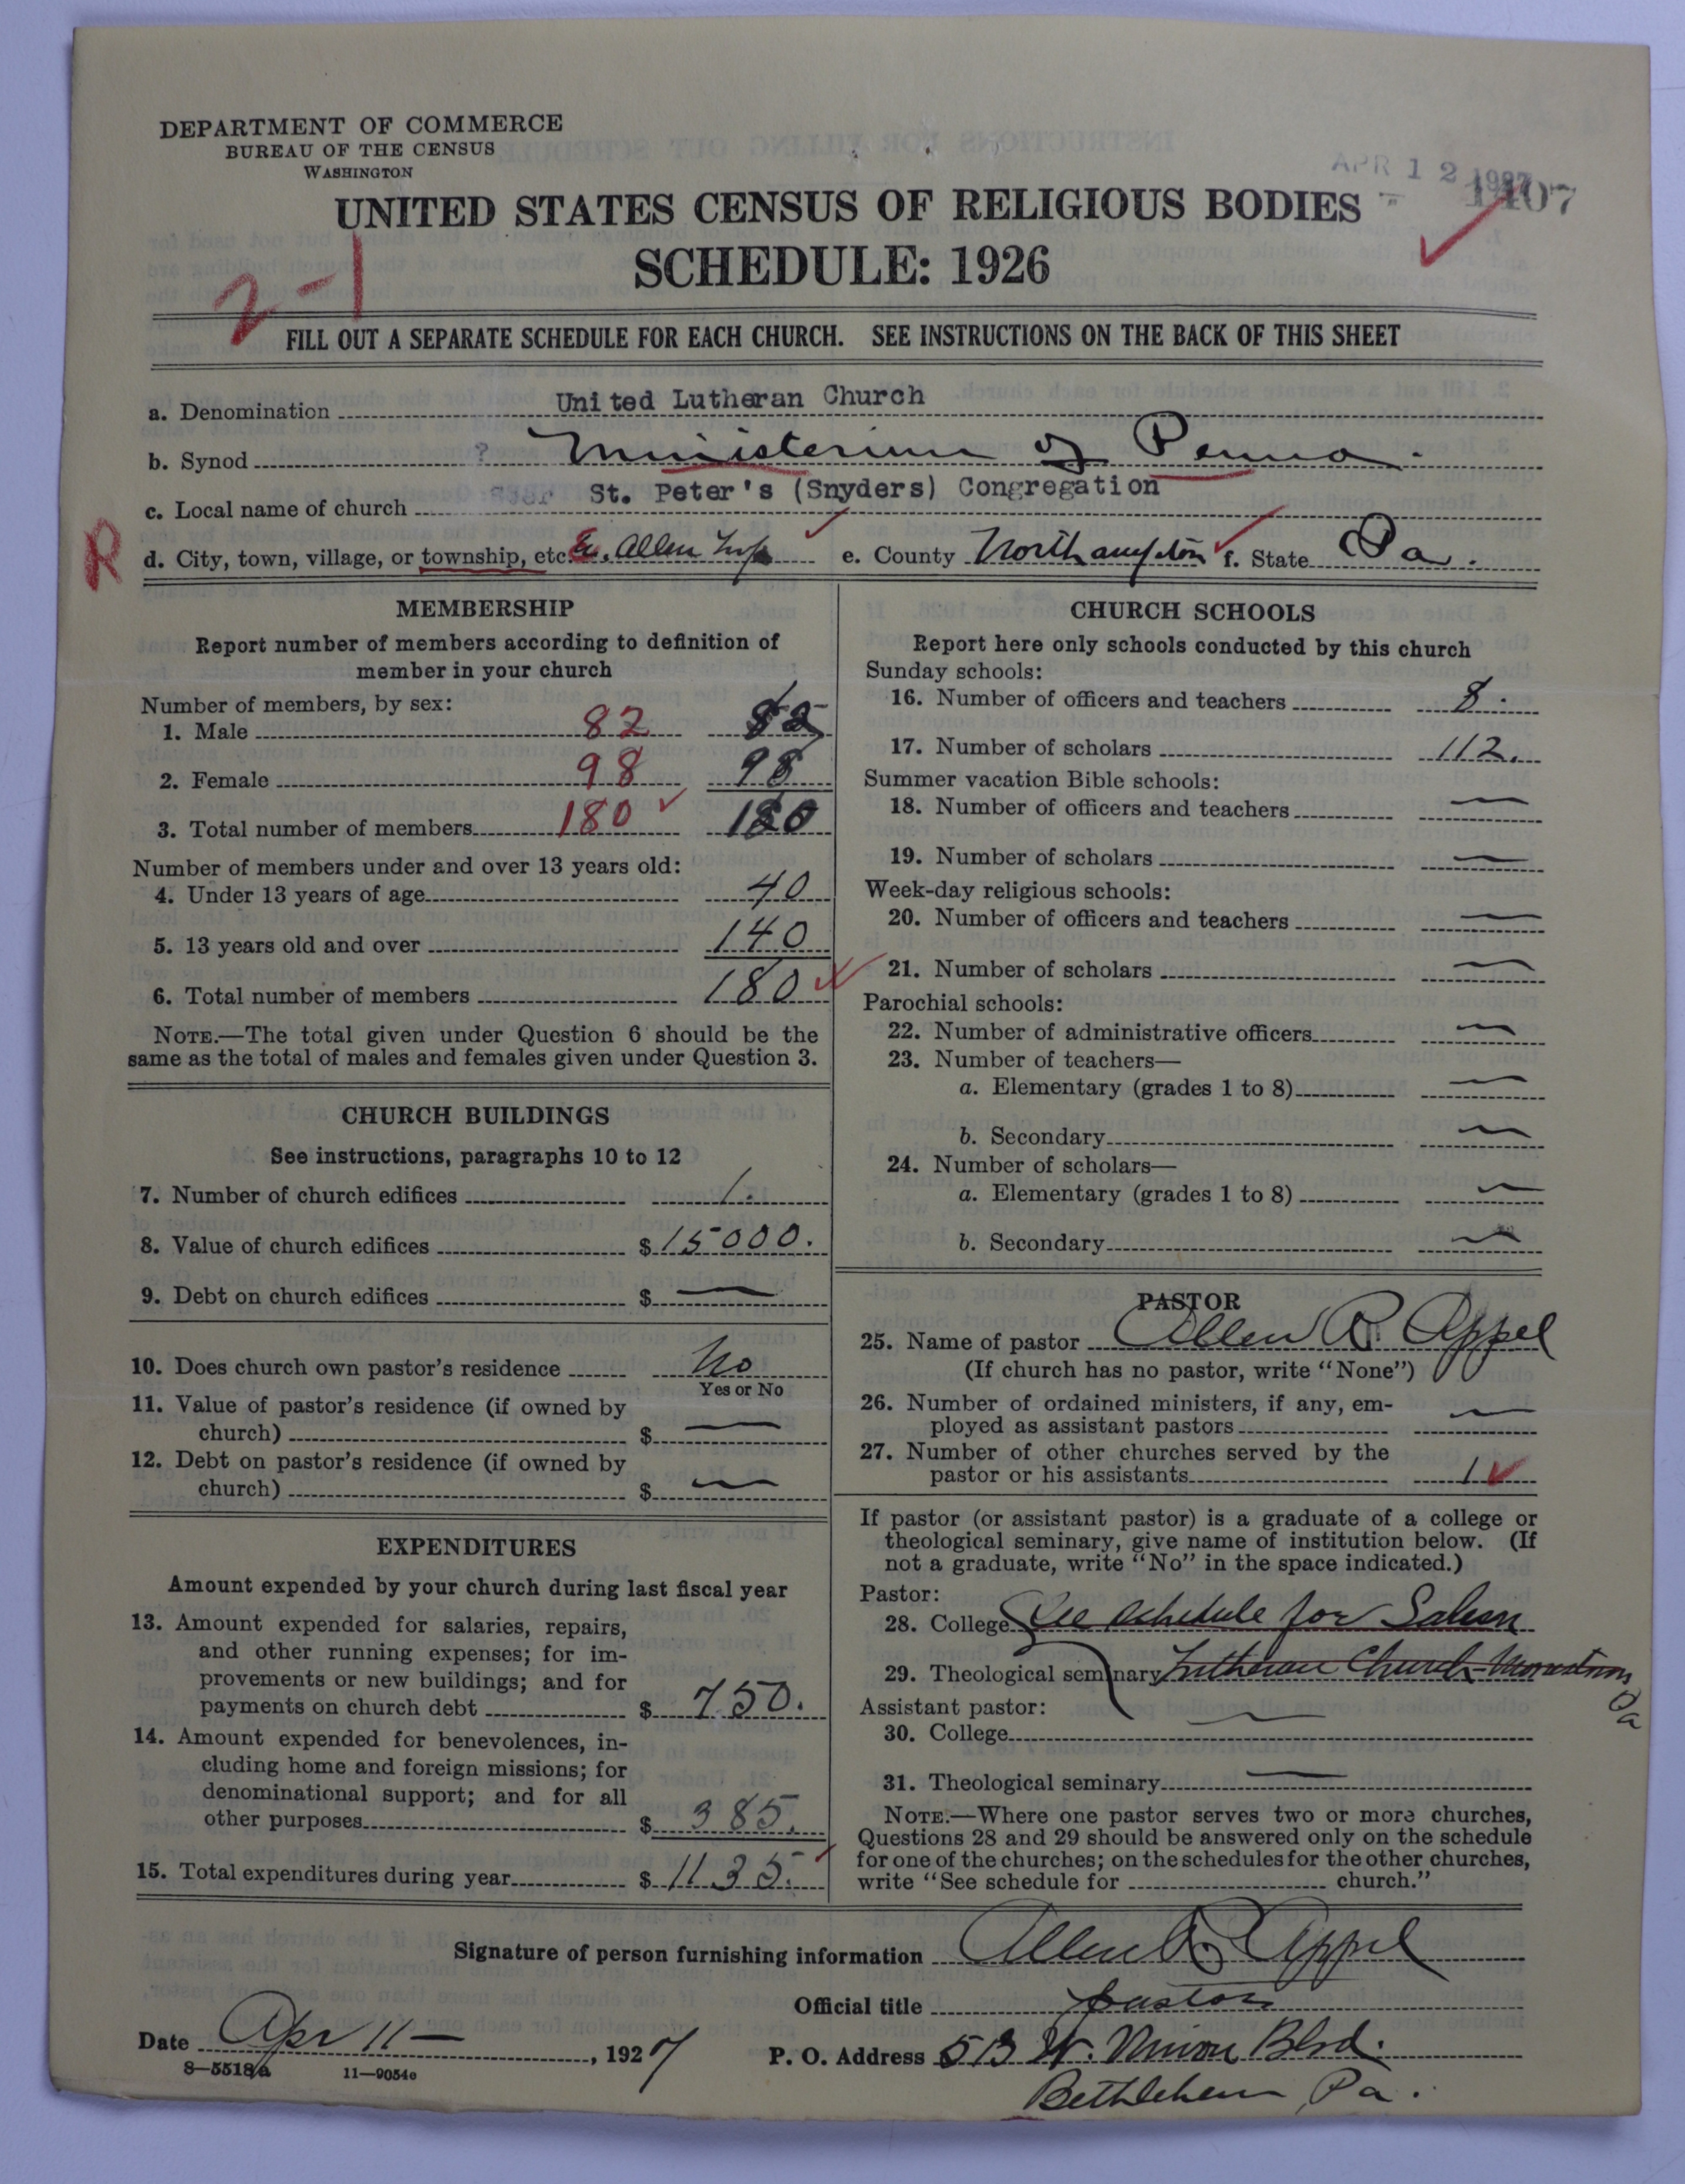 DEPARTMENT OF COMMERCE
BUREAU OF THE CENSUS
WASHINGTON
APR 12 1927
1407
UNITED STATES CENSUS OF RELIGIOUS BODIES
SCHEDULE: 1926
2-1
FILL OUT A SEPARATE SCHEDULE FOR EACH CHURCH. SEE INSTRUCTIONS ON THE BACK OF THIS SHEET
a. Denomination United Lutheran Church
b. Synod ? Ministerium of Penna.
c. Local name of church St. Peter's (Snyders) Congregation
R
d. City, town, village, or township, etc. E. Allen Twp e. County Northampton f. State Pa.
MEMBERSHIP
Report number of members according to definition of
member in your church
Number of members, by sex:
1. Male 82 82
2. Female 98 98
3. Total number of members 180 180
Number of members under and over 13 years old:
4. Under 13 years of age 40
5. 13 years old and over 140
6. Total number of members 180
NOTE.—The total given under Question 6 should be the
same as the total of males and females given under Question 3.
CHURCH BUILDINGS
See instructions, paragraphs 10 to 12
7. Number of church edifices 1.
8. Value of church edifices $ 15000.
9. Debt on church edifices $ —
10. Does church own pastor's residence No
Yes or No
11. Value of pastor's residence (if owned by
church) $ —
12. Debt on pastor's residence (if owned by
church) $ —
EXPENDITURES
Amount expended by your church during last fiscal year
13. Amount expended for salaries, repairs,
and other running expenses; for im-
provements or new buildings; and for
payments on church debt $ 750.
14. Amount expended for benevolences, in-
cluding home and foreign missions; for
denominational support; and for all
other purposes $ 385.
15. Total expenditures during year $ 1135.
CHURCH SCHOOLS
Report here only schools conducted by this church
Sunday schools:
16. Number of officers and teachers 8.
17. Number of scholars 112.
Summer vacation Bible schools:
18. Number of officers and teachers —
19. Number of scholars —
Week-day religious schools:
20. Number of officers and teachers —
21. Number of scholars —
Parochial schools:
22. Number of administrative officers —
23. Number of teachers—
a. Elementary (grades 1 to 8) —
b. Secondary —
24. Number of scholars—
a. Elementary (grades 1 to 8) —
b. Secondary —
PASTOR
25. Name of pastor Allen R. Appel
(If church has no pastor, write "None")
26. Number of ordained ministers, if any, em-
ployed as assistant pastors —
27. Number of other churches served by the
pastor or his assistants 1
If pastor (or assistant pastor) is a graduate of a college or
theological seminary, give name of institution below. (If
not a graduate, write "No" in the space indicated.)
Pastor:
28. College See schedule for Salem
29. Theological seminary Lutheran Church Pa
Assistant pastor:
30. College —
31. Theological seminary —
NOTE.—Where one pastor serves two or more churches,
Questions 28 and 29 should be answered only on the schedule
for one of the churches; on the schedules for the other churches,
write "See schedule for church."
Signature of person furnishing information Allen R Appel
Official title pastor
Date Apr 11 — , 1927
P. O. Address 513 W. Union Blvd.
Bethlehem, Pa.
8—5518a 11—9054e